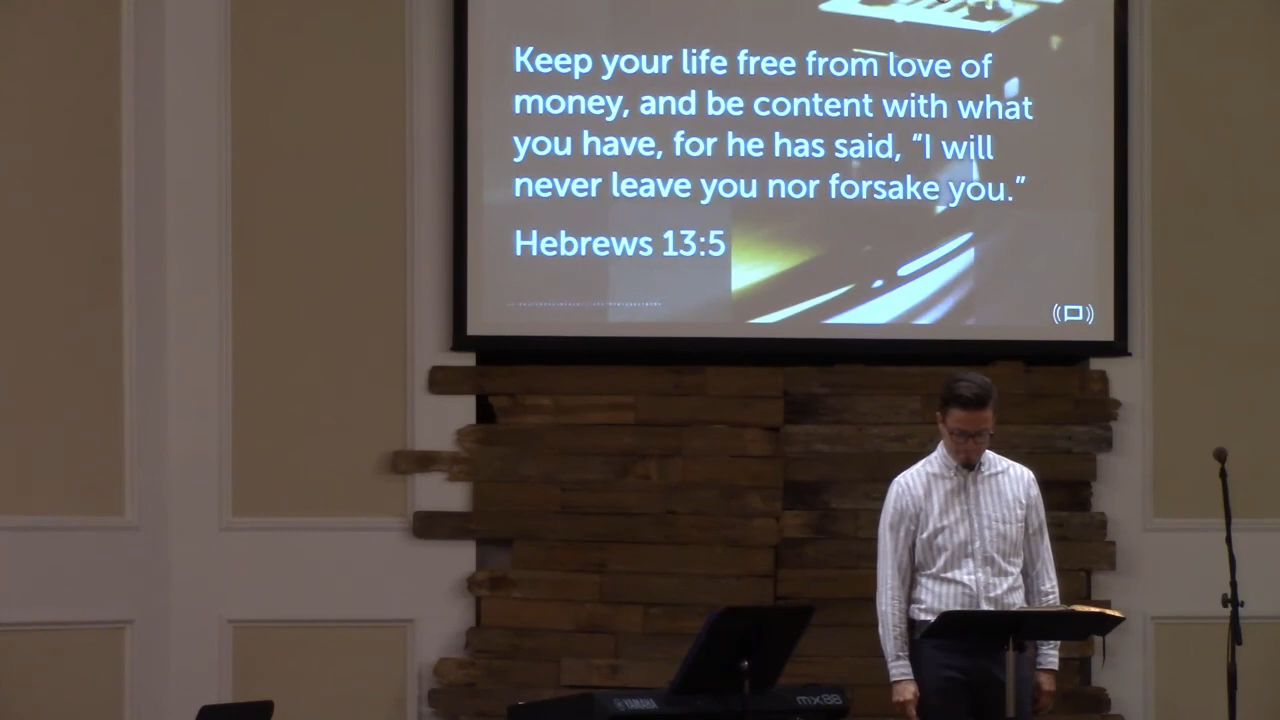 Keep your life free from love of
money, and be content with what
you have, for he has said, “I will
never leave you nor forsake you.”
Hebrews 13:5
YAMAHA
MX88